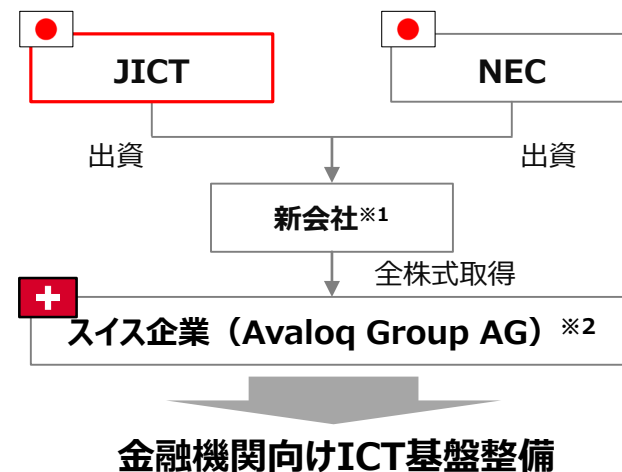 JICT
NEC
出資
出資
新会社※1
全株式取得
スイス企業（Avaloq Group AG）※2
金融機関向けICT基盤整備